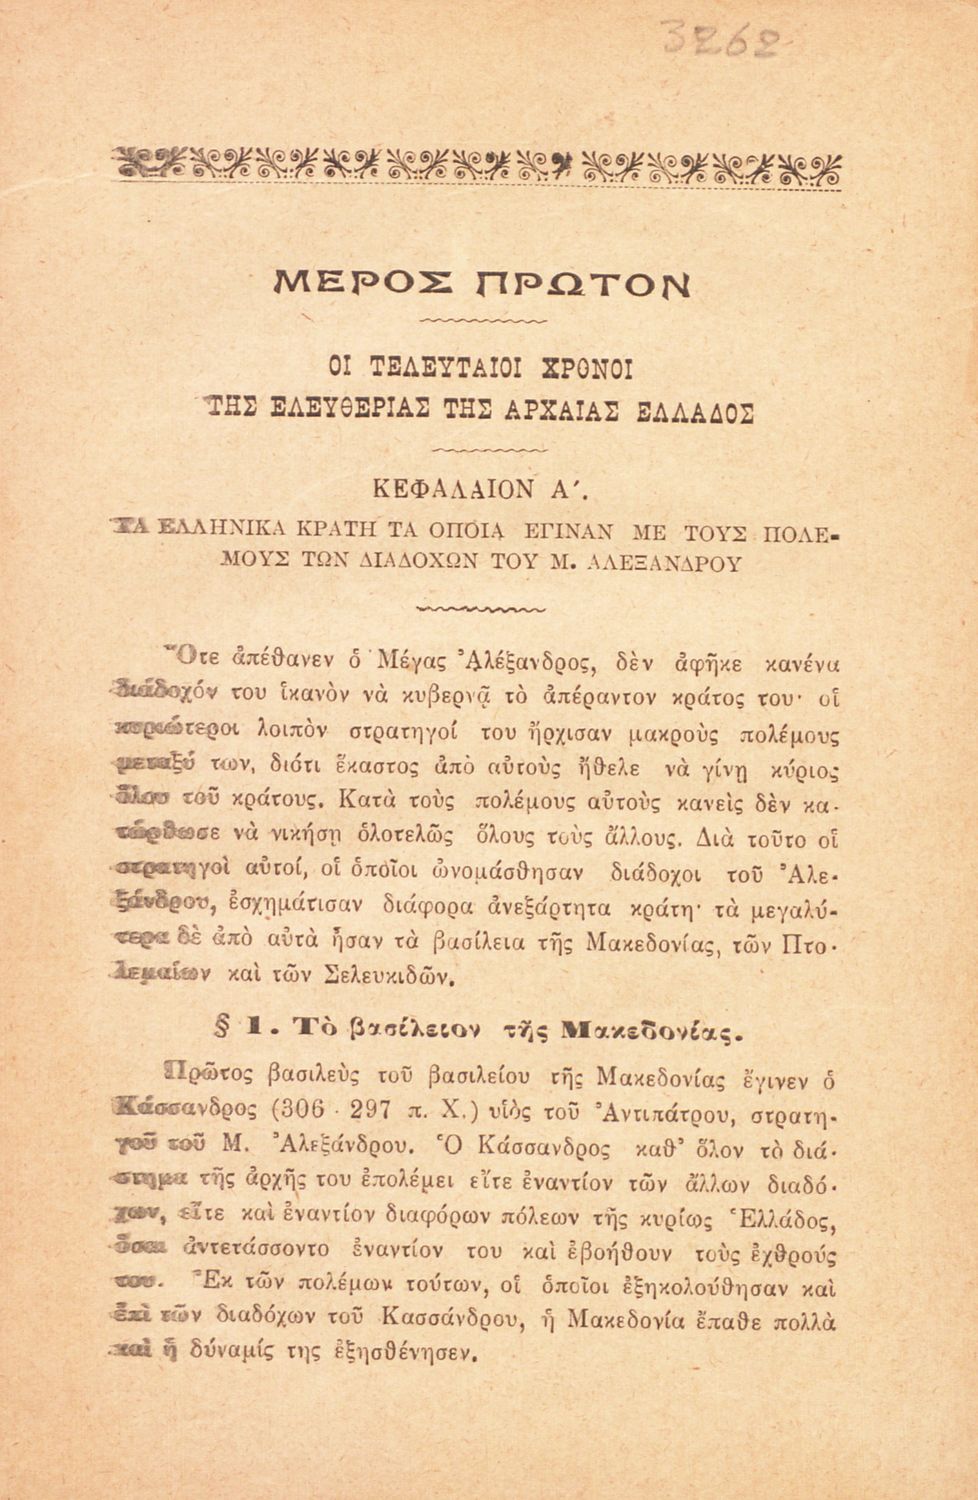 3262
ΜΕΡΟΣ ΠΡΩΤΟΝ
ΟΙ ΤΕΛΕΥΤΑΙΟΙ ΧΡΟΝΟΙ
ΤΗΣ ΕΛΕΥΘΕΡΙΑΣ ΤΗΣ ΑΡΧΑΙΑΣ ΕΛΛΑΔΟΣ
ΚΕΦΑΛΑΙΟΝ Α΄.
ΤΑ ΕΛΛΗΝΙΚΑ ΚΡΑΤΗ ΤΑ ΟΠΟΙΑ ΕΓΙΝΑΝ ΜΕ ΤΟΥΣ ΠΟΛΕ-
ΜΟΥΣ ΤΩΝ ΔΙΑΔΟΧΩΝ ΤΟΥ Μ. ΑΛΕΞΑΝΔΡΟΥ
Ὅτε ἀπέθανεν ὁ Μέγας Ἀλέξανδρος, δὲν ἀφῆκε κανένα
διάδοχόν του ἱκανὸν νὰ κυβερνᾷ τὸ ἀπέραντον κράτος του· οἱ
κυριώτεροι λοιπὸν στρατηγοί του ἤρχισαν μακροὺς πολέμους
μεταξύ των, διότι ἕκαστος ἀπὸ αὐτοὺς ἤθελε νὰ γίνῃ κύριος
ὅλου τοῦ κράτους. Κατὰ τοὺς πολέμους αὐτοὺς κανεὶς δὲν κα-
τώρθωσε νὰ νικήσῃ ὁλοτελῶς ὅλους τοὺς ἄλλους. Διὰ τοῦτο οἱ
στρατηγοὶ αὐτοί, οἱ ὁποῖοι ὠνομάσθησαν διάδοχοι τοῦ Ἀλε-
ξάνδρου, ἐσχημάτισαν διάφορα ἀνεξάρτητα κράτη· τὰ μεγαλύ-
τερα δὲ ἀπὸ αὐτὰ ἦσαν τὰ βασίλεια τῆς Μακεδονίας, τῶν Πτο-
λεμαίων καὶ τῶν Σελευκιδῶν.
§ 1. Τὸ βασίλειον τῆς Μακεδονίας.
Πρῶτος βασιλεὺς τοῦ βασιλείου τῆς Μακεδονίας ἔγινεν ὁ
Κάσσανδρος (306 - 297 π. Χ.) υἱὸς τοῦ Ἀντιπάτρου, στρατη-
γοῦ τοῦ Μ. Ἀλεξάνδρου. Ὁ Κάσσανδρος καθ᾽ ὅλον τὸ διά-
στημα τῆς ἀρχῆς του ἐπολέμει εἴτε ἐναντίον τῶν ἄλλων διαδό-
χων, εἴτε καὶ ἐναντίον διαφόρων πόλεων τῆς κυρίως Ἑλλάδος,
ὅσαι ἀντετάσσοντο ἐναντίον του καὶ ἐβοήθουν τοὺς ἐχθρούς
του. Ἐκ τῶν πολέμων τούτων, οἱ ὁποῖοι ἐξηκολούθησαν καὶ
ἐπὶ τῶν διαδόχων τοῦ Κασσάνδρου, ἡ Μακεδονία ἔπαθε πολλὰ
καὶ ἡ δύναμίς της ἐξησθένησεν.